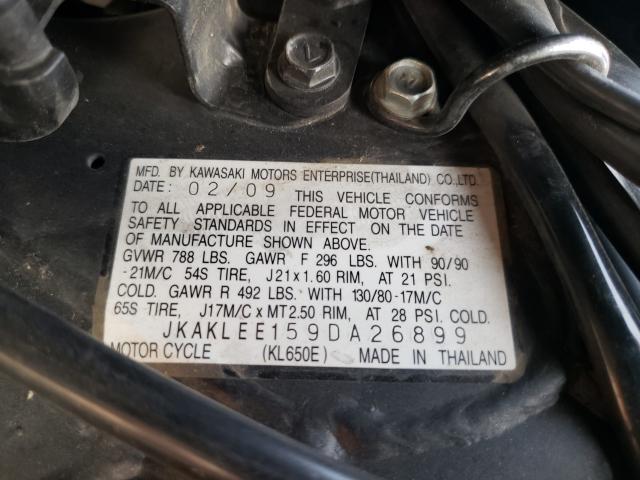 L
MFD. BY KAWASAKI MOTORS ENTERPRISE(THAILAND) CO.,LTD.
DATE: 02/09 THIS VEHICLE CONFORMS
TO ALL APPLICABLE FEDERAL MOTOR VEHICLE
SAFETY STANDARDS IN EFFECT ON THE DATE
OF MANUFACTURE SHOWN ABOVE.
GVWR 788 LBS. GAWR F 296 LBS. WITH 90/90
-21M/C 54S TIRE, J21x1.60 RIM, AT 21 PSI.
COLD. GAWR R 492 LBS. WITH 130/80-17M/C
65S TIRE, J17M/C x MT2.50 RIM, AT 28 PSI. COLD.
JKAKLEE159DA26899
MOTOR CYCLE (KL650E) MADE IN THAILAND